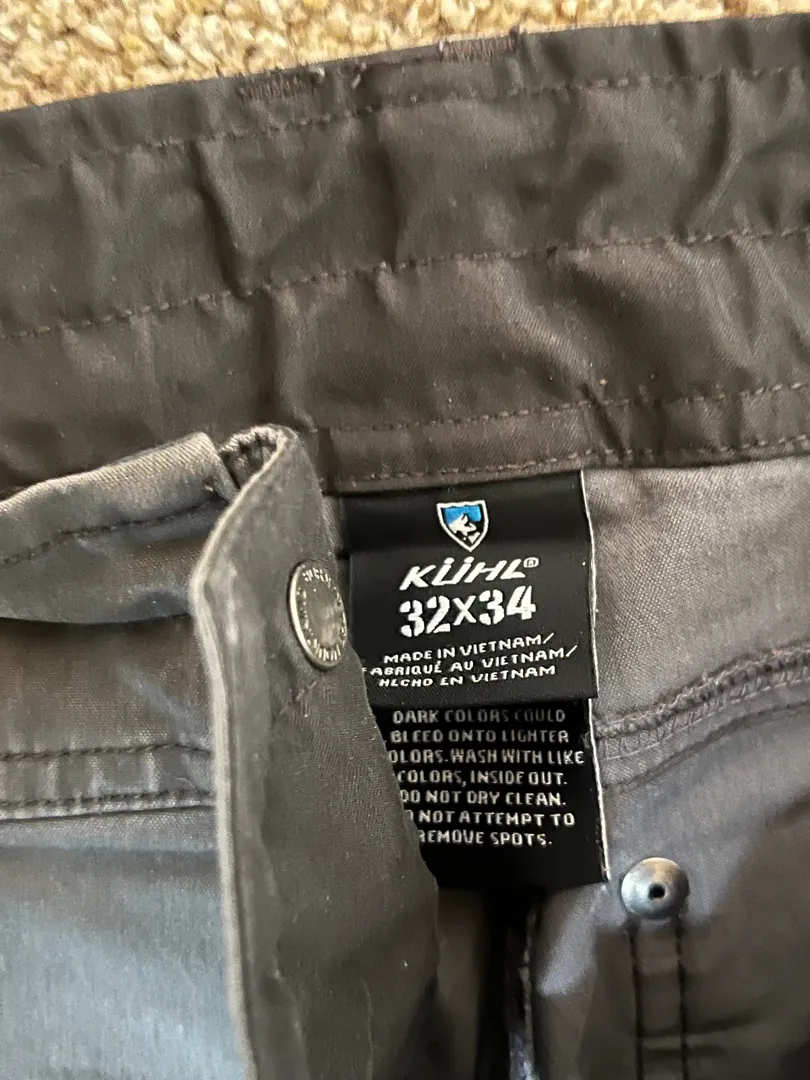 KÜHL®
32X34
MADE IN VIETNAM/
FABRIQUÉ AU VIETNAM/
HECHO EN VIETNAM
DARK COLORS COULD
BLEED ONTO LIGHTER
COLORS. WASH WITH LIKE
COLORS, INSIDE OUT.
DO NOT DRY CLEAN.
DO NOT ATTEMPT TO
REMOVE SPOTS.